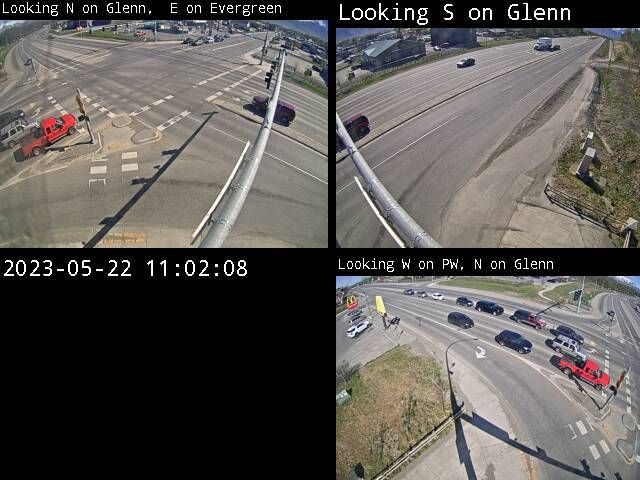 Looking N on Glenn, E on Evergreen
Looking S on Glenn
2023-05-22 11:02:08
Looking W on PW, N on Glenn